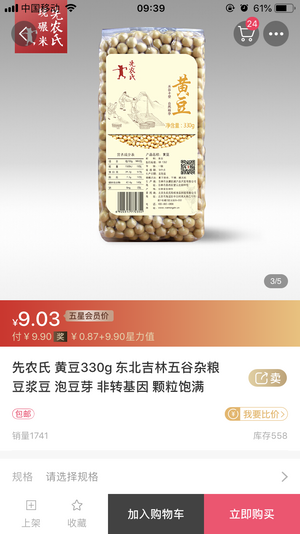 中国移动
09:39
61%
24
先农氏
现碾米
先农氏
黄豆
净含量:330g
3/5
¥9.03 五星会员价
付￥9.90 奖 ￥0.87+9.90星力值
先农氏 黄豆330g 东北吉林五谷杂粮
豆浆豆 泡豆芽 非转基因 颗粒饱满
卖
包邮
我要比价>
销量1741
库存558
规格 请选择规格
上架
收藏
加入购物车
立即购买